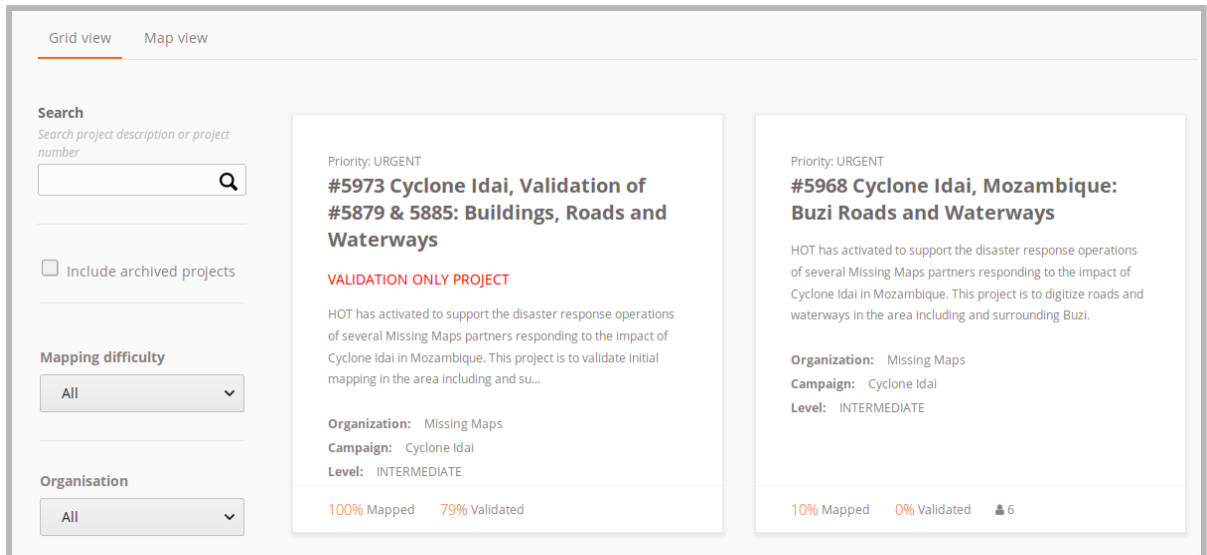 Grid view Map view
Search
Search project description or project
number
Include archived projects
Mapping difficulty
All
Organisation
All
Priority: URGENT
#5973 Cyclone Idai, Validation of
#5879 & 5885: Buildings, Roads and
Waterways
VALIDATION ONLY PROJECT
HOT has activated to support the disaster response operations
of several Missing Maps partners responding to the impact of
Cyclone Idai in Mozambique. This project is to validate initial
mapping in the area including and su...
Organization: Missing Maps
Campaign: Cyclone Idai
Level: INTERMEDIATE
100% Mapped 79% Validated
Priority: URGENT
#5968 Cyclone Idai, Mozambique:
Buzi Roads and Waterways
HOT has activated to support the disaster response operations
of several Missing Maps partners responding to the impact of
Cyclone Idai in Mozambique. This project is to digitize roads and
waterways in the area including and surrounding Buzi.
Organization: Missing Maps
Campaign: Cyclone Idai
Level: INTERMEDIATE
10% Mapped 0% Validated 6